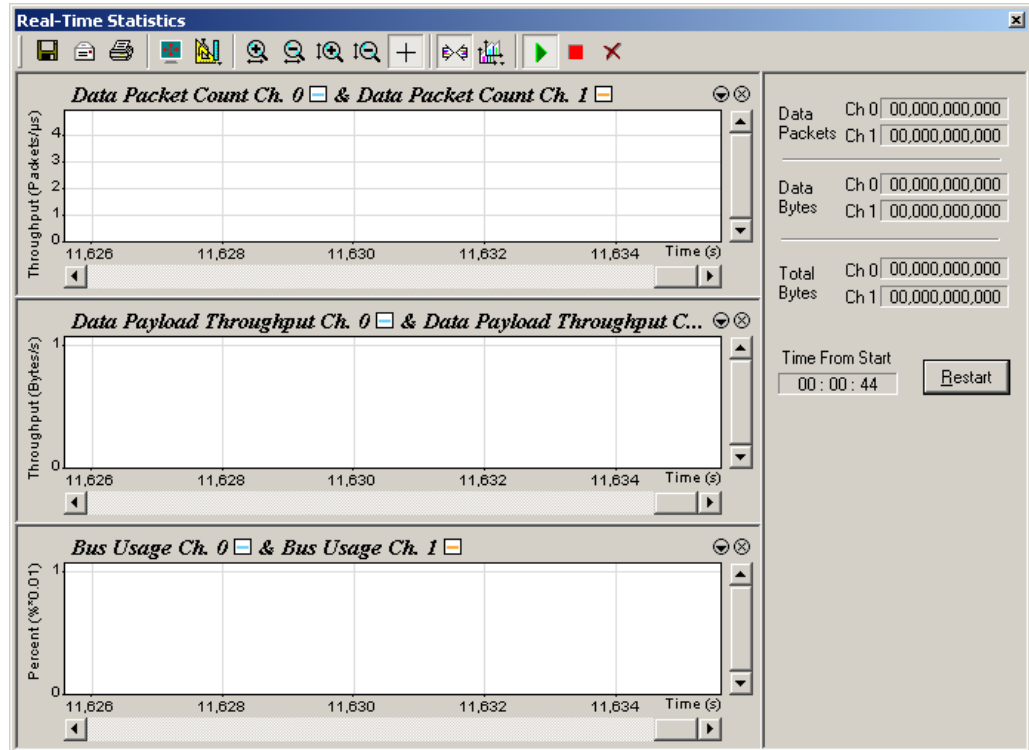 Real-Time Statistics
Data Packet Count Ch. 0 & Data Packet Count Ch. 1
Throughput (Packets/µs)
4
3
2
1
0
11,626 11,628 11,630 11,632 11,634 Time (s)
Data Payload Throughput Ch. 0 & Data Payload Throughput C...
Throughput (Bytes/s)
1
0
11,626 11,628 11,630 11,632 11,634 Time (s)
Bus Usage Ch. 0 & Bus Usage Ch. 1
Percent (%*0.01)
1
0
11,626 11,628 11,630 11,632 11,634 Time (s)
Data Packets
Ch 0 00,000,000,000
Ch 1 00,000,000,000
Data Bytes
Ch 0 00,000,000,000
Ch 1 00,000,000,000
Total Bytes
Ch 0 00,000,000,000
Ch 1 00,000,000,000
Time From Start
00 : 00 : 44
Restart